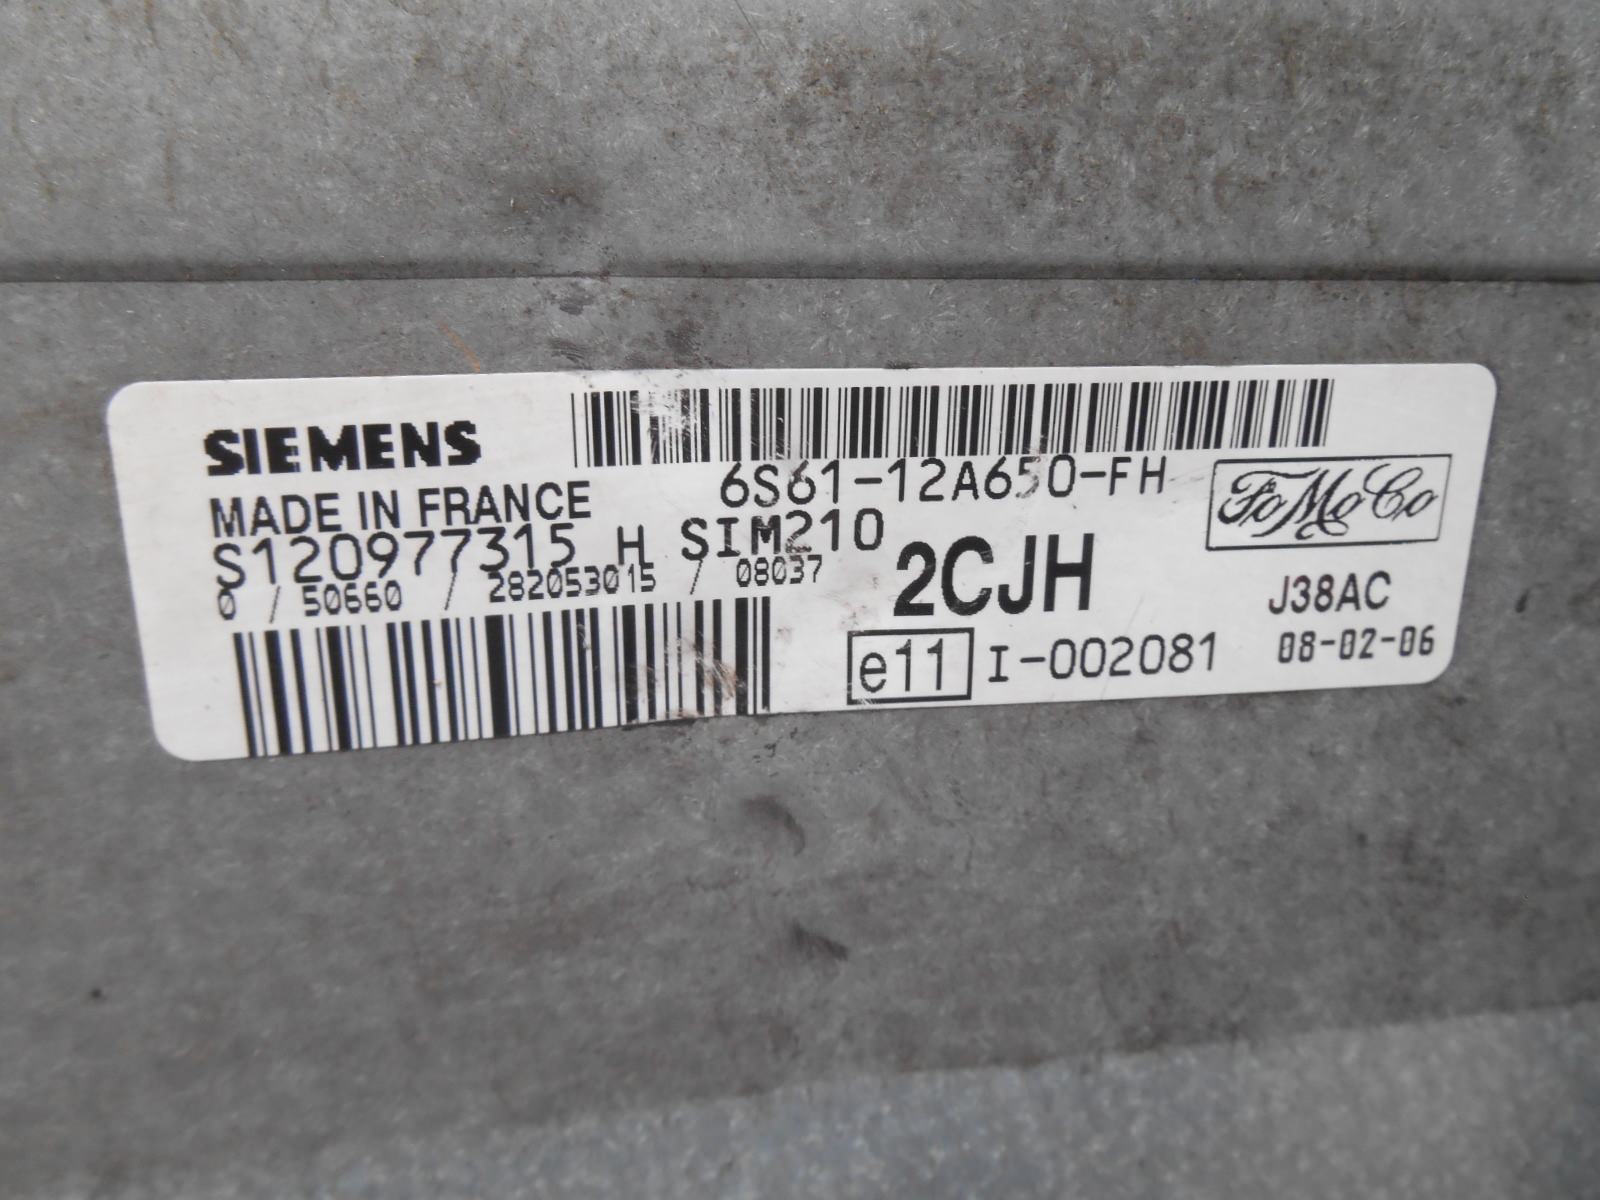 SIEMENS
6S61-12A650-FH
FoMoCo
MADE IN FRANCE
S120977315 H SIM210
0 / 50660 / 282053015 / 08037
2CJH
J38AC
e11 I-002081
08-02-06